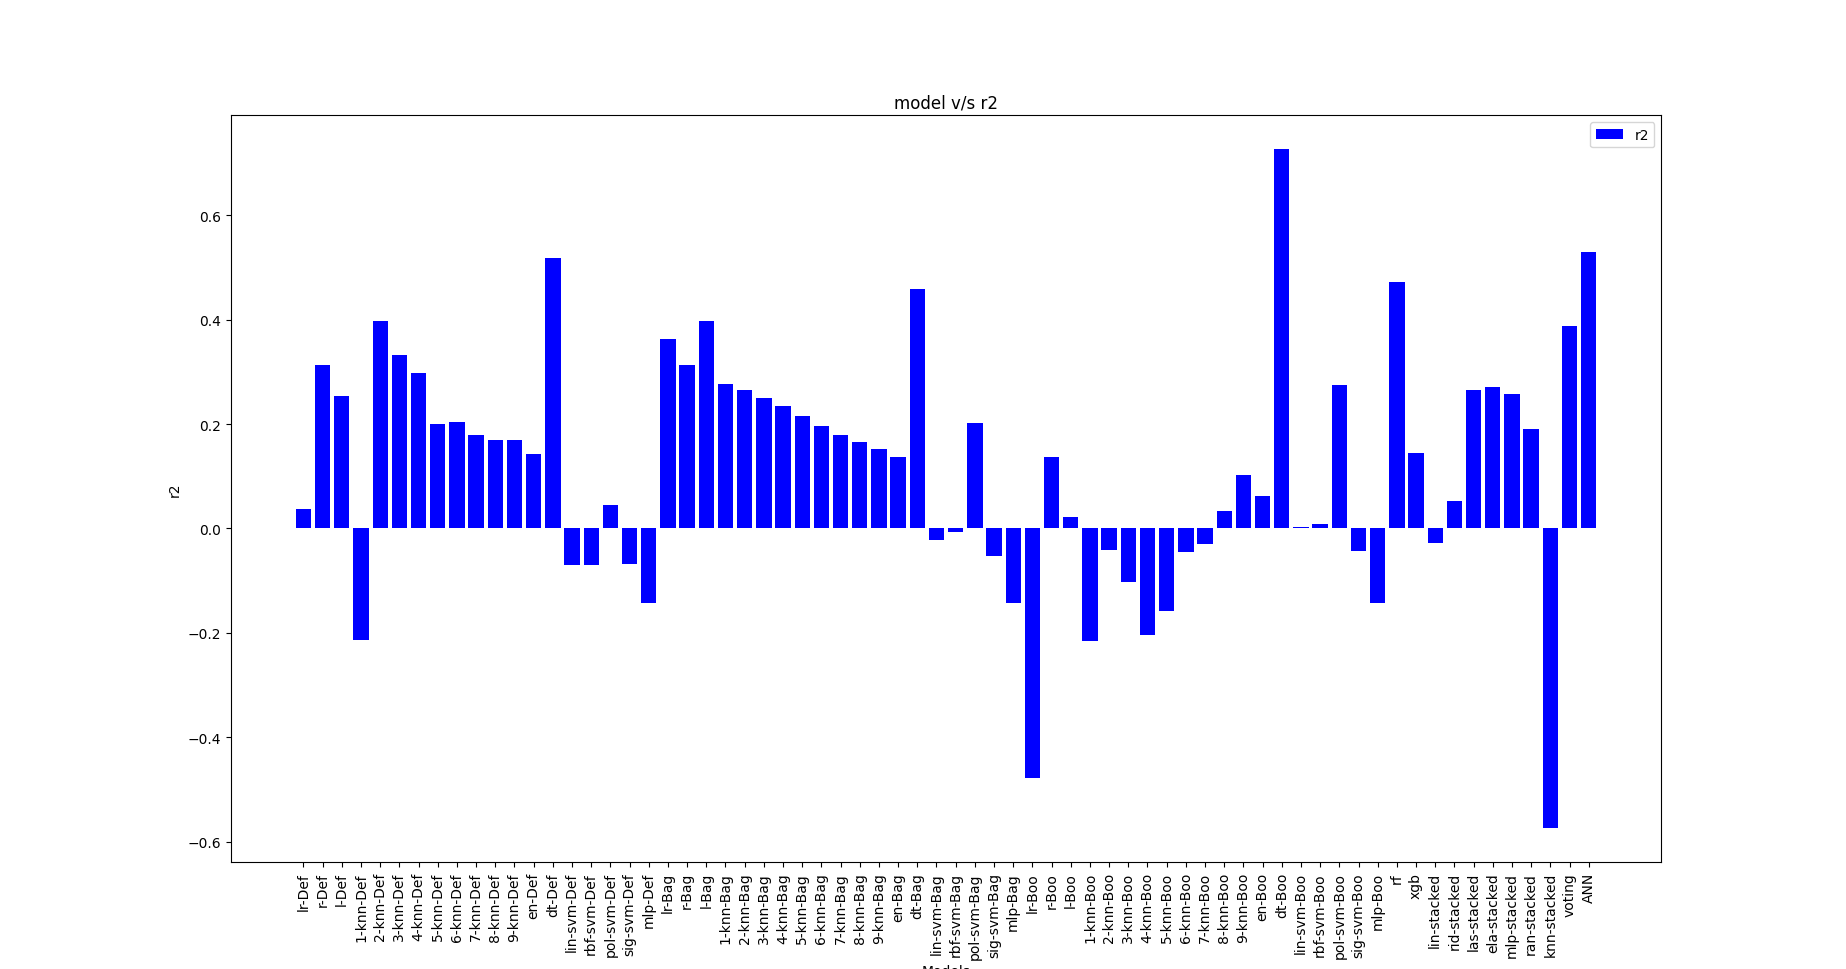 model v/s r2
r2
r2
0.6
0.4
0.2
0.0
−0.2
−0.4
−0.6
lr-Def
r-Def
l-Def
1-knn-Def
2-knn-Def
3-knn-Def
4-knn-Def
5-knn-Def
6-knn-Def
7-knn-Def
8-knn-Def
9-knn-Def
en-Def
dt-Def
lin-svm-Def
rbf-svm-Def
pol-svm-Def
sig-svm-Def
mlp-Def
lr-Bag
r-Bag
l-Bag
1-knn-Bag
2-knn-Bag
3-knn-Bag
4-knn-Bag
5-knn-Bag
6-knn-Bag
7-knn-Bag
8-knn-Bag
9-knn-Bag
en-Bag
dt-Bag
lin-svm-Bag
rbf-svm-Bag
pol-svm-Bag
sig-svm-Bag
mlp-Bag
lr-Boo
r-Boo
l-Boo
1-knn-Boo
2-knn-Boo
3-knn-Boo
4-knn-Boo
5-knn-Boo
6-knn-Boo
7-knn-Boo
8-knn-Boo
9-knn-Boo
en-Boo
dt-Boo
lin-svm-Boo
rbf-svm-Boo
pol-svm-Boo
sig-svm-Boo
mlp-Boo
rf
xgb
lin-stacked
rid-stacked
las-stacked
ela-stacked
mlp-stacked
ran-stacked
knn-stacked
voting
ANN
Models